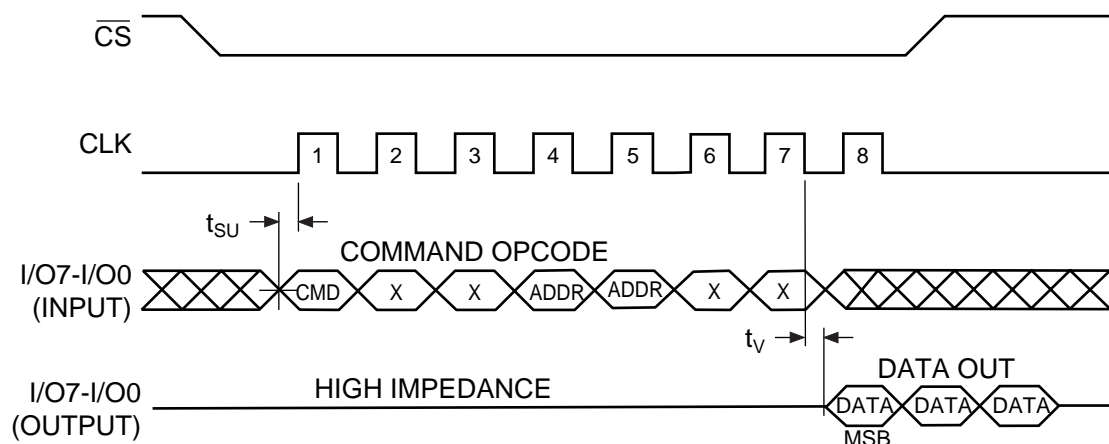 CS
CLK
1 2 3 4 5 6 7 8
tSU
COMMAND OPCODE
I/O7-I/O0
(INPUT)
CMD X X ADDR ADDR X X
tV
DATA OUT
I/O7-I/O0
(OUTPUT)
HIGH IMPEDANCE
DATA DATA DATA
MSB